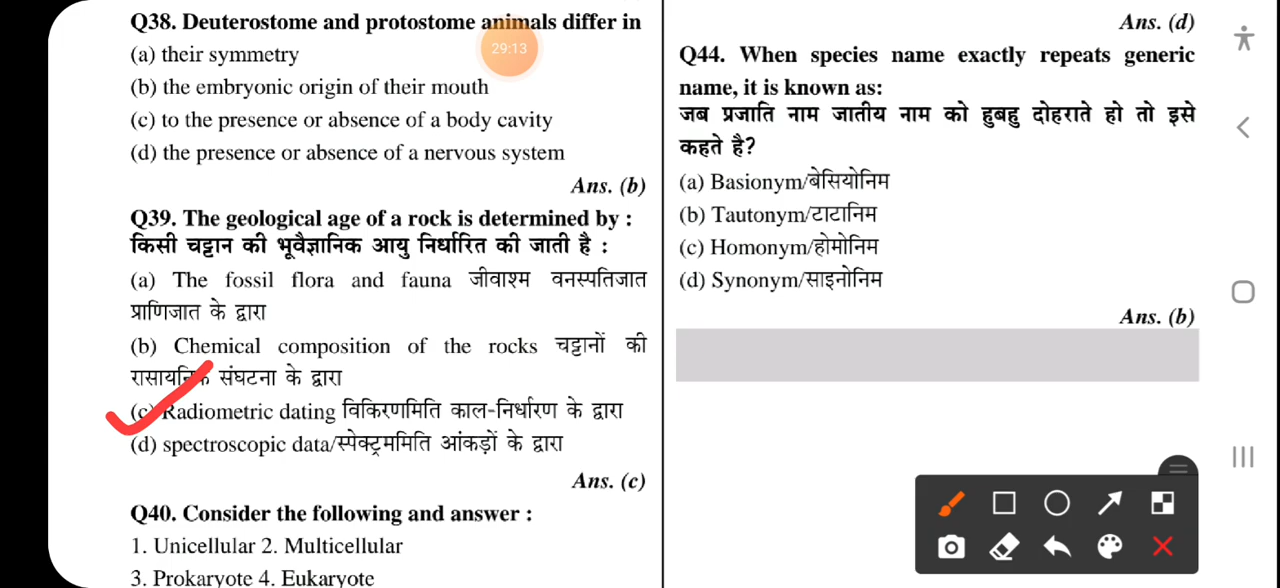 Q38. Deuterostome and protostome animals differ in
(a) their symmetry
(b) the embryonic origin of their mouth
(c) to the presence or absence of a body cavity
(d) the presence or absence of a nervous system
Ans. (b)
Q39. The geological age of a rock is determined by :
किसी चट्टान की भूवैज्ञानिक आयु निर्धारित की जाती है :
(a) The fossil flora and fauna जीवाश्म वनस्पतिजात
प्राणिजात के द्वारा
(b) Chemical composition of the rocks चट्टानों की
रासायनिक संघटना के द्वारा
(c) Radiometric dating विकिरणमिति काल-निर्धारण के द्वारा
(d) spectroscopic data/स्पेक्ट्रममिति आंकड़ों के द्वारा
Ans. (c)
Q40. Consider the following and answer :
1. Unicellular 2. Multicellular
3. Prokaryote 4. Eukaryote
29:13
Ans. (d)
Q44. When species name exactly repeats generic
name, it is known as:
जब प्रजाति नाम जातीय नाम को हुबहु दोहराते हो तो इसे
कहते है?
(a) Basionym/बेसियोनिम
(b) Tautonym/टाटानिम
(c) Homonym/होमोनिम
(d) Synonym/साइनोनिम
Ans. (b)